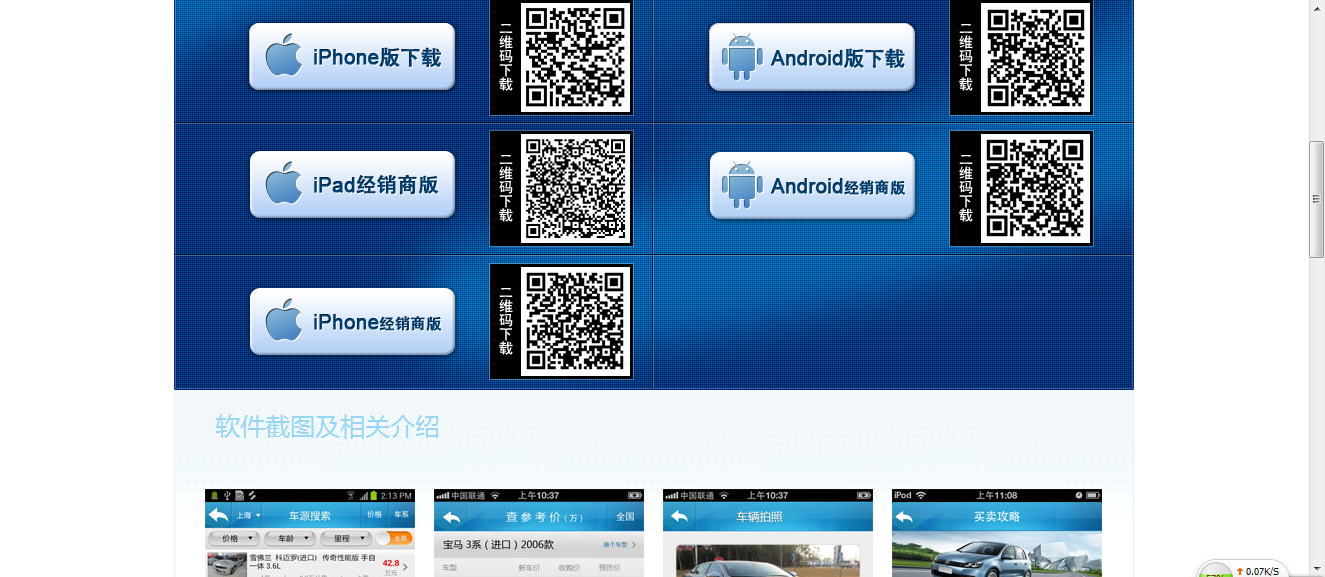 iPhone版下载
二维码下载
Android版下载
二维码下载
iPad经销商版
二维码下载
Android经销商版
二维码下载
iPhone经销商版
二维码下载
软件截图及相关介绍
2:13 PM
上海
车源搜索
价格
车系
价格
车龄
里程
全部
雪佛兰 科迈罗(进口) 传奇性能版 手自
一体 3.6L
42.8
万元
中国联通
上午10:37
查参考价(万)
全国
宝马 3系(进口)2006款
换个车型
车型
新车价
收购价
预售价
中国联通
上午10:37
车辆拍照
iPod
上午11:08
买卖攻略
0.07K/S